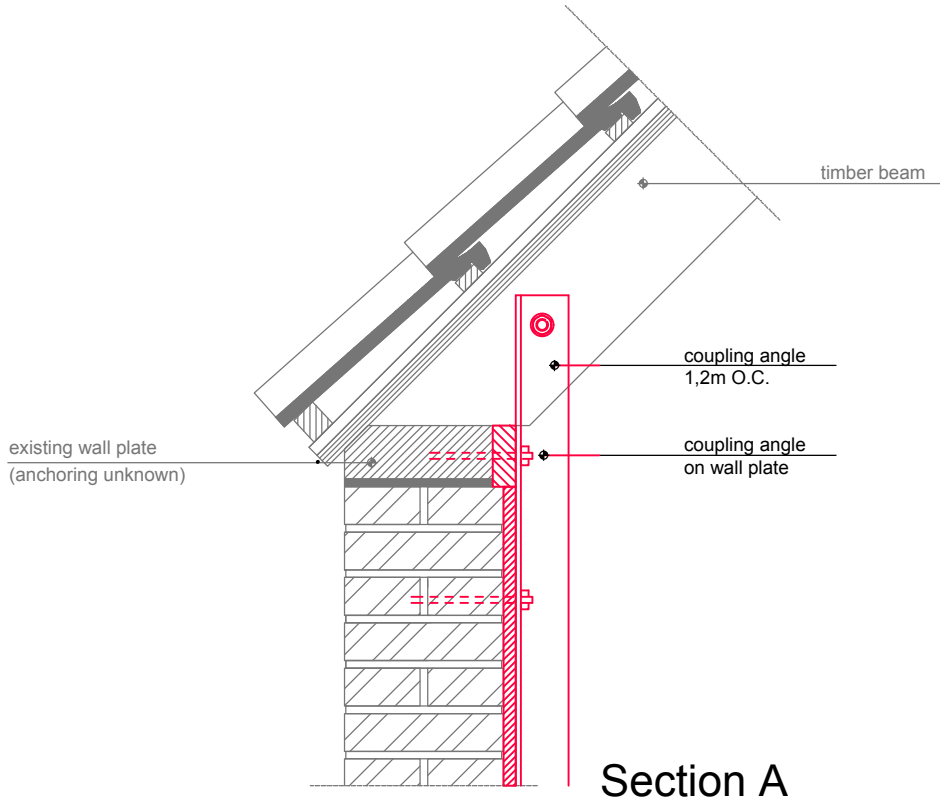 timber beam
coupling angle
1,2m O.C.
existing wall plate
(anchoring unknown)
coupling angle
on wall plate
Section A